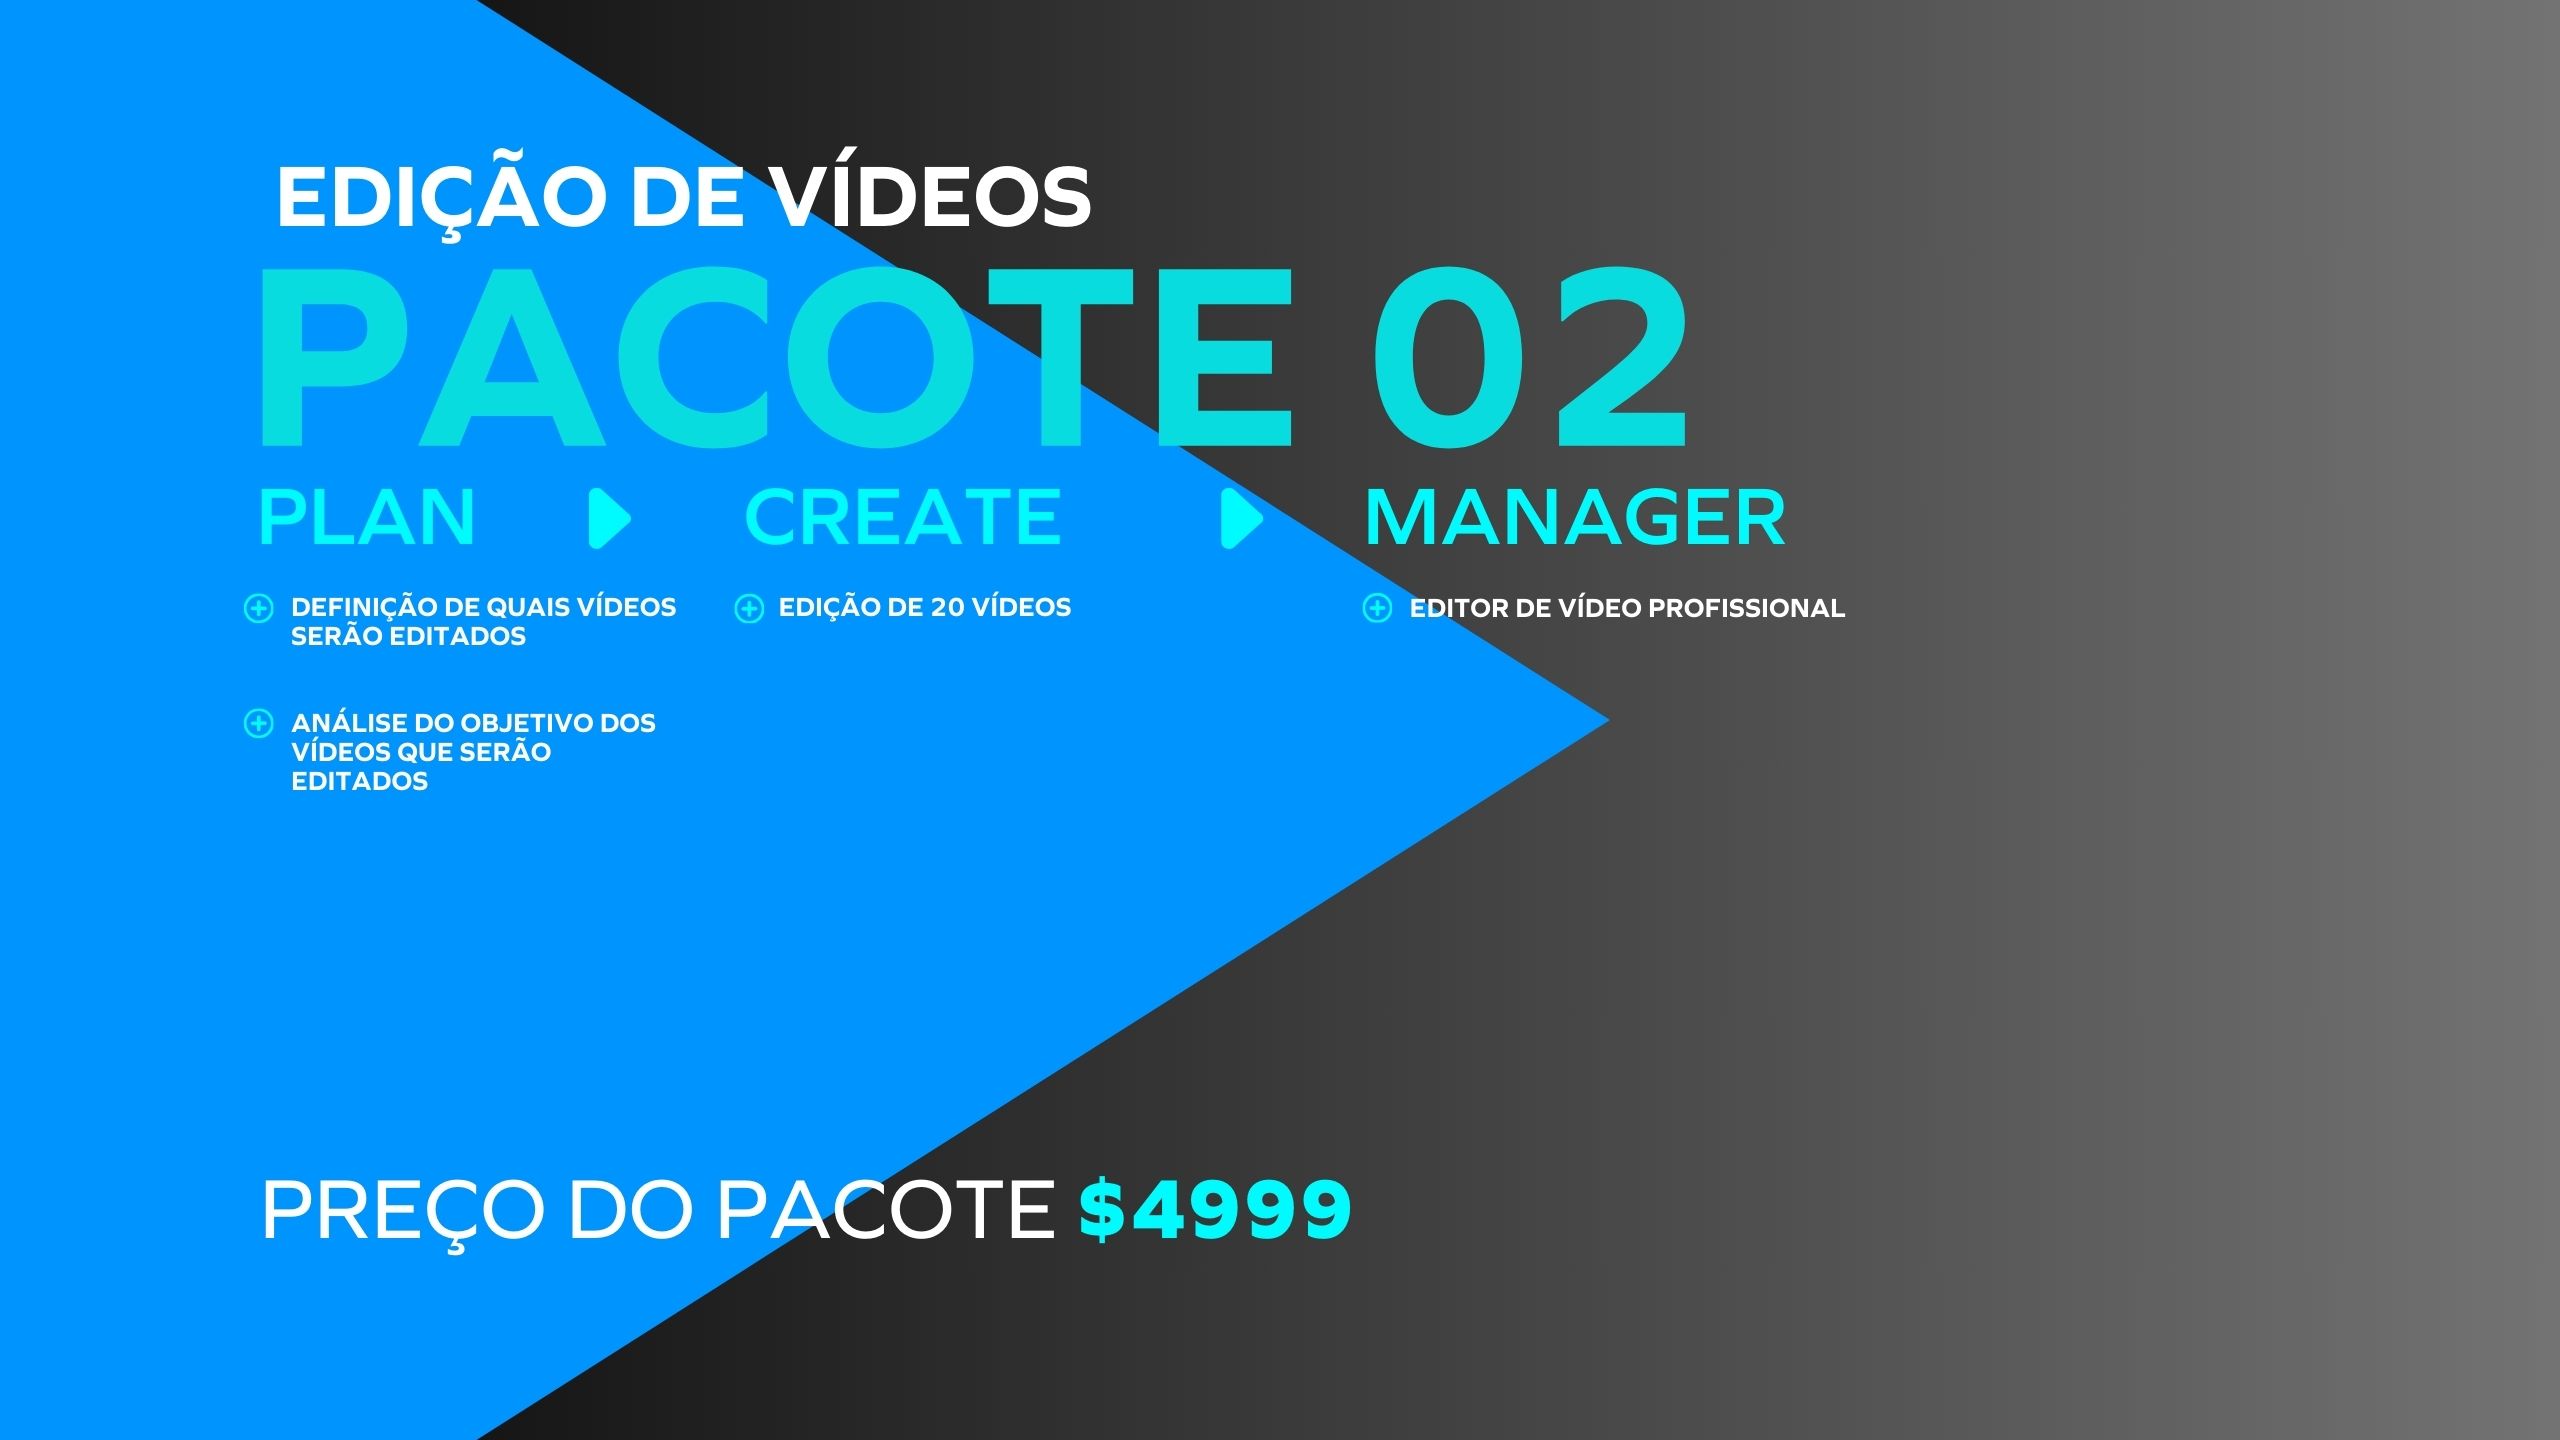 EDIÇÃO DE VÍDEOS
PACOTE 02
PLAN
DEFINIÇÃO DE QUAIS VÍDEOS
SERÃO EDITADOS
ANÁLISE DO OBJETIVO DOS
VÍDEOS QUE SERÃO
EDITADOS
CREATE
EDIÇÃO DE 20 VÍDEOS
MANAGER
EDITOR DE VÍDEO PROFISSIONAL
PREÇO DO PACOTE $4999